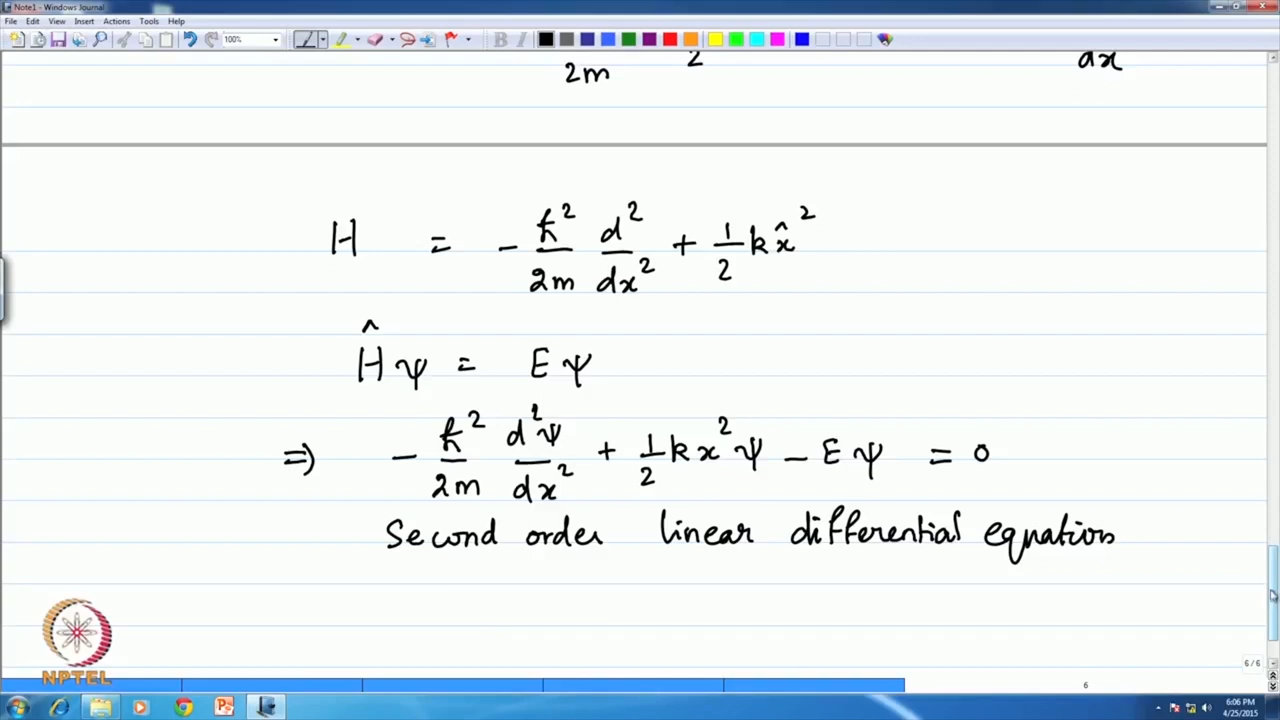 Note1 - Windows Journal
File Edit View Insert Actions Tools Help
100%
2m 2 dx
H = - ℏ²/2m d²/dx² + 1/2 k x̂²
Ĥψ = Eψ
⇒ - ℏ²/2m d²ψ/dx² + 1/2 kx²ψ - Eψ = 0
Second order linear differential equations
NPTEL
6/6
6
6:06 PM
4/25/2015